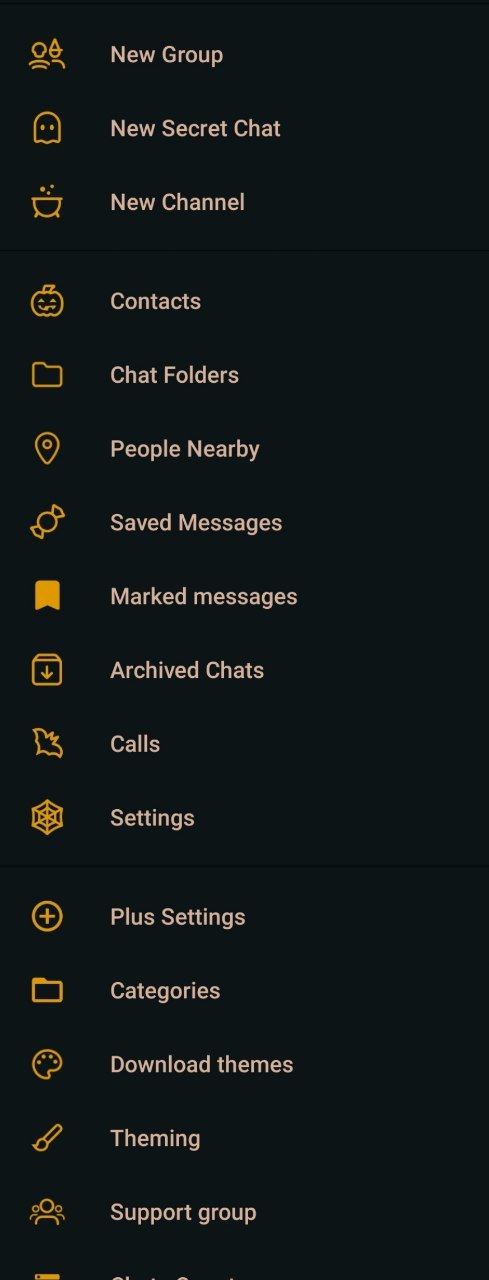 New Group
New Secret Chat
New Channel
Contacts
Chat Folders
People Nearby
Saved Messages
Marked messages
Archived Chats
Calls
Settings
Plus Settings
Categories
Download themes
Theming
Support group